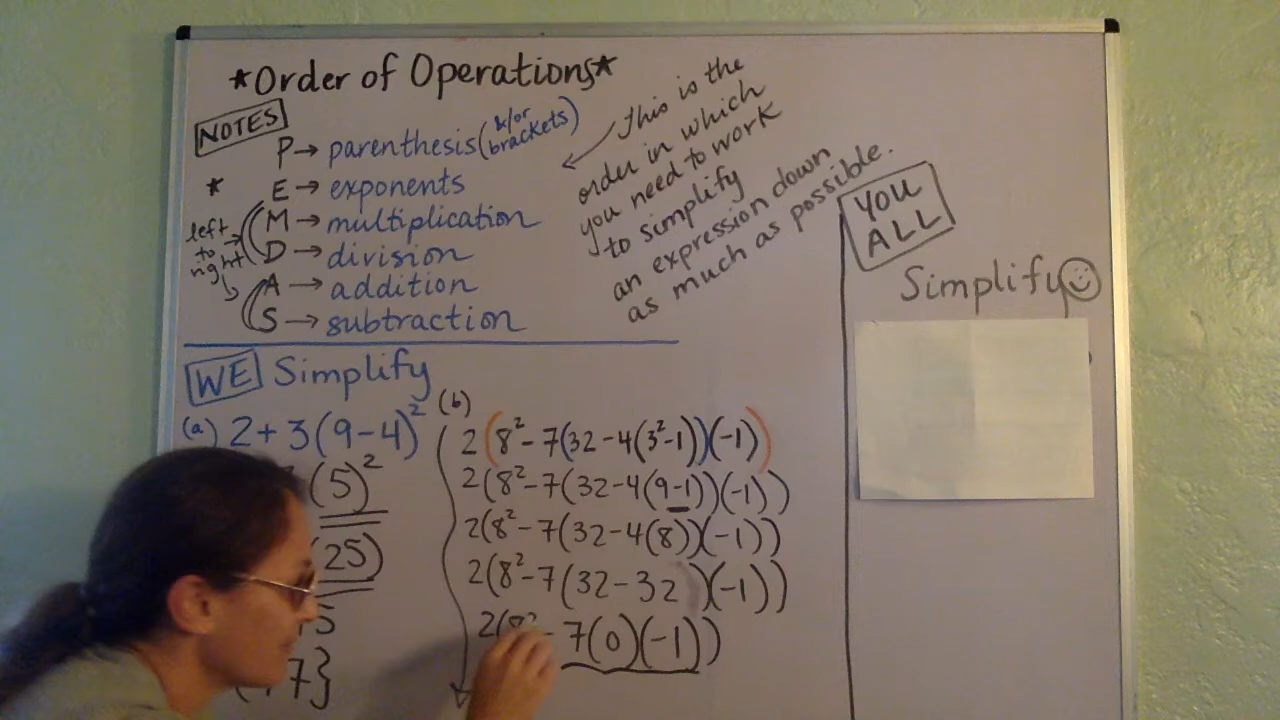 *Order of Operations*
NOTES
P→ parenthesis (&/or brackets)
* E→ exponents
M→ multiplication
D→ division
A→ addition
S→ subtraction
left
to
right
This is the
order in which
you need to work
to simplify
an expression down
as much as possible.
WE Simplify
(a) 2+3(9-4)²
(5)²
(25)
5
7}
(b)
2(8²-7(32-4(3²-1))(-1))
2(8²-7(32-4(9-1))(-1))
2(8²-7(32-4(8))(-1))
2(8²-7(32-32)(-1))
2(8²-7(0)(-1))
YOU
ALL
Simplify☺